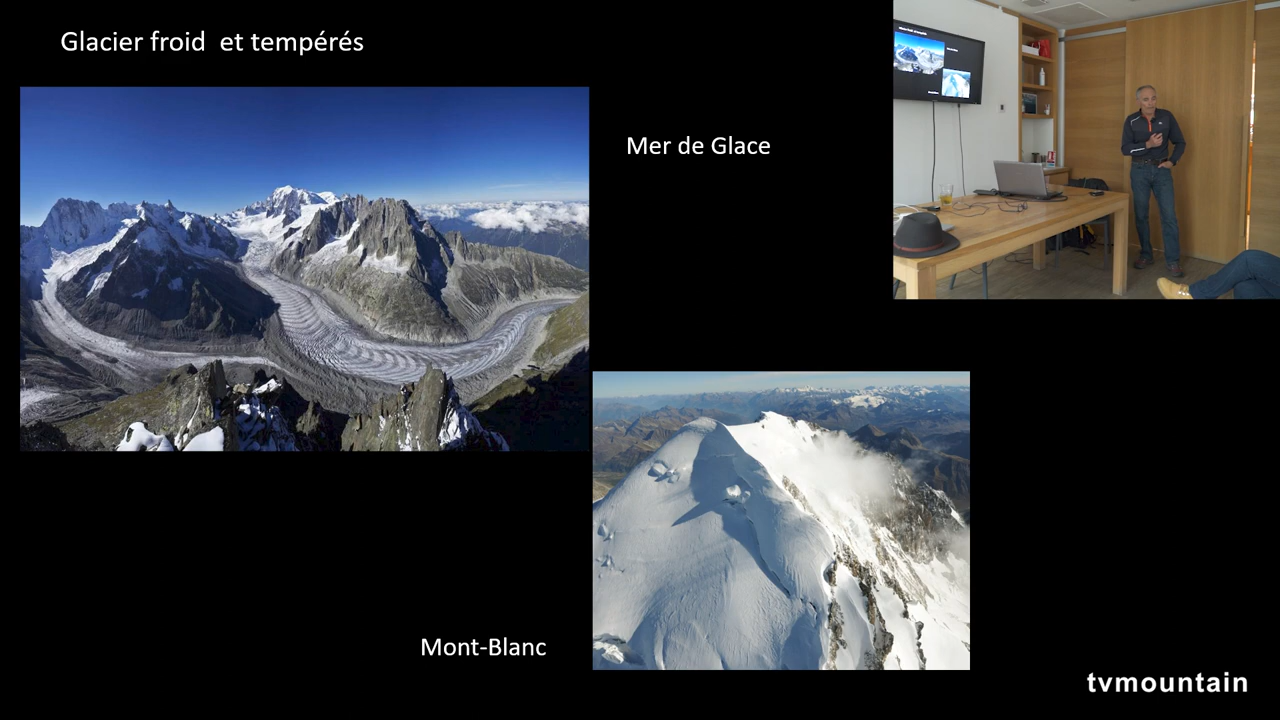 Glacier froid et tempérés
Mer de Glace
Mont-Blanc
tvmountain